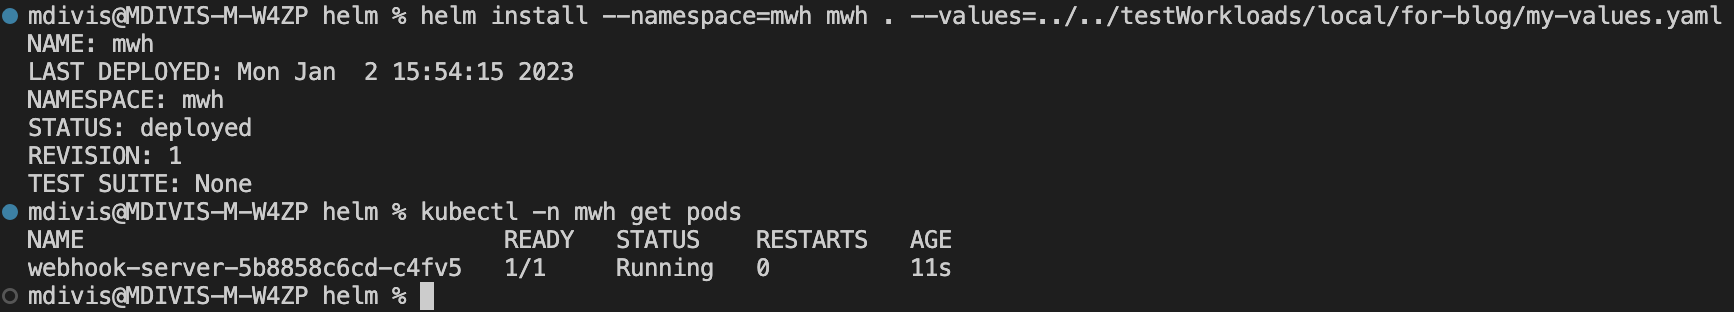 mdivis@MDIVIS-M-W4ZP helm % helm install --namespace=mwh mwh . --values=../../testWorkloads/local/for-blog/my-values.yaml
NAME: mwh
LAST DEPLOYED: Mon Jan  2 15:54:15 2023
NAMESPACE: mwh
STATUS: deployed
REVISION: 1
TEST SUITE: None
mdivis@MDIVIS-M-W4ZP helm % kubectl -n mwh get pods
NAME                              READY   STATUS    RESTARTS   AGE
webhook-server-5b8858c6cd-c4fv5   1/1     Running   0          11s
mdivis@MDIVIS-M-W4ZP helm %